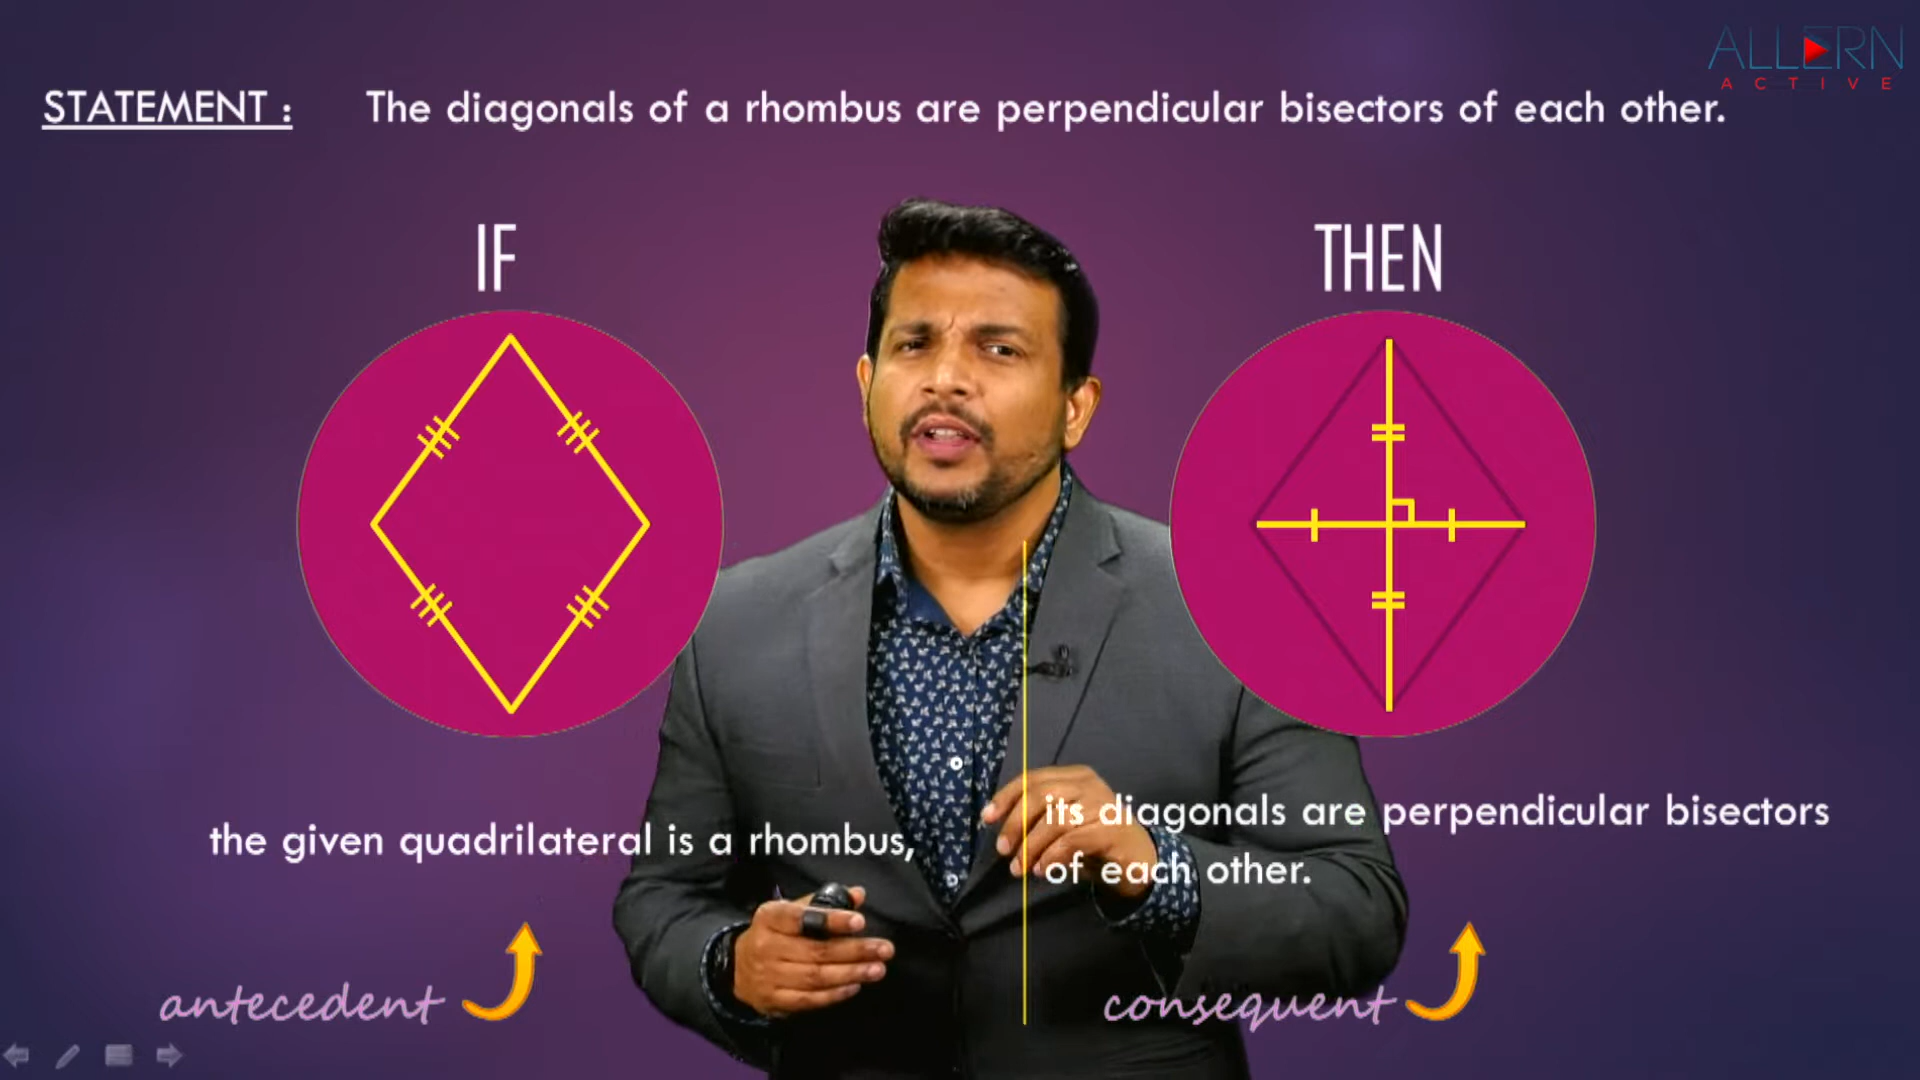 ALLERN
ACTIVE
STATEMENT : The diagonals of a rhombus are perpendicular bisectors of each other.
IF
THEN
the given quadrilateral is a rhombus,
its diagonals are perpendicular bisectors
of each other.
antecedent
consequent